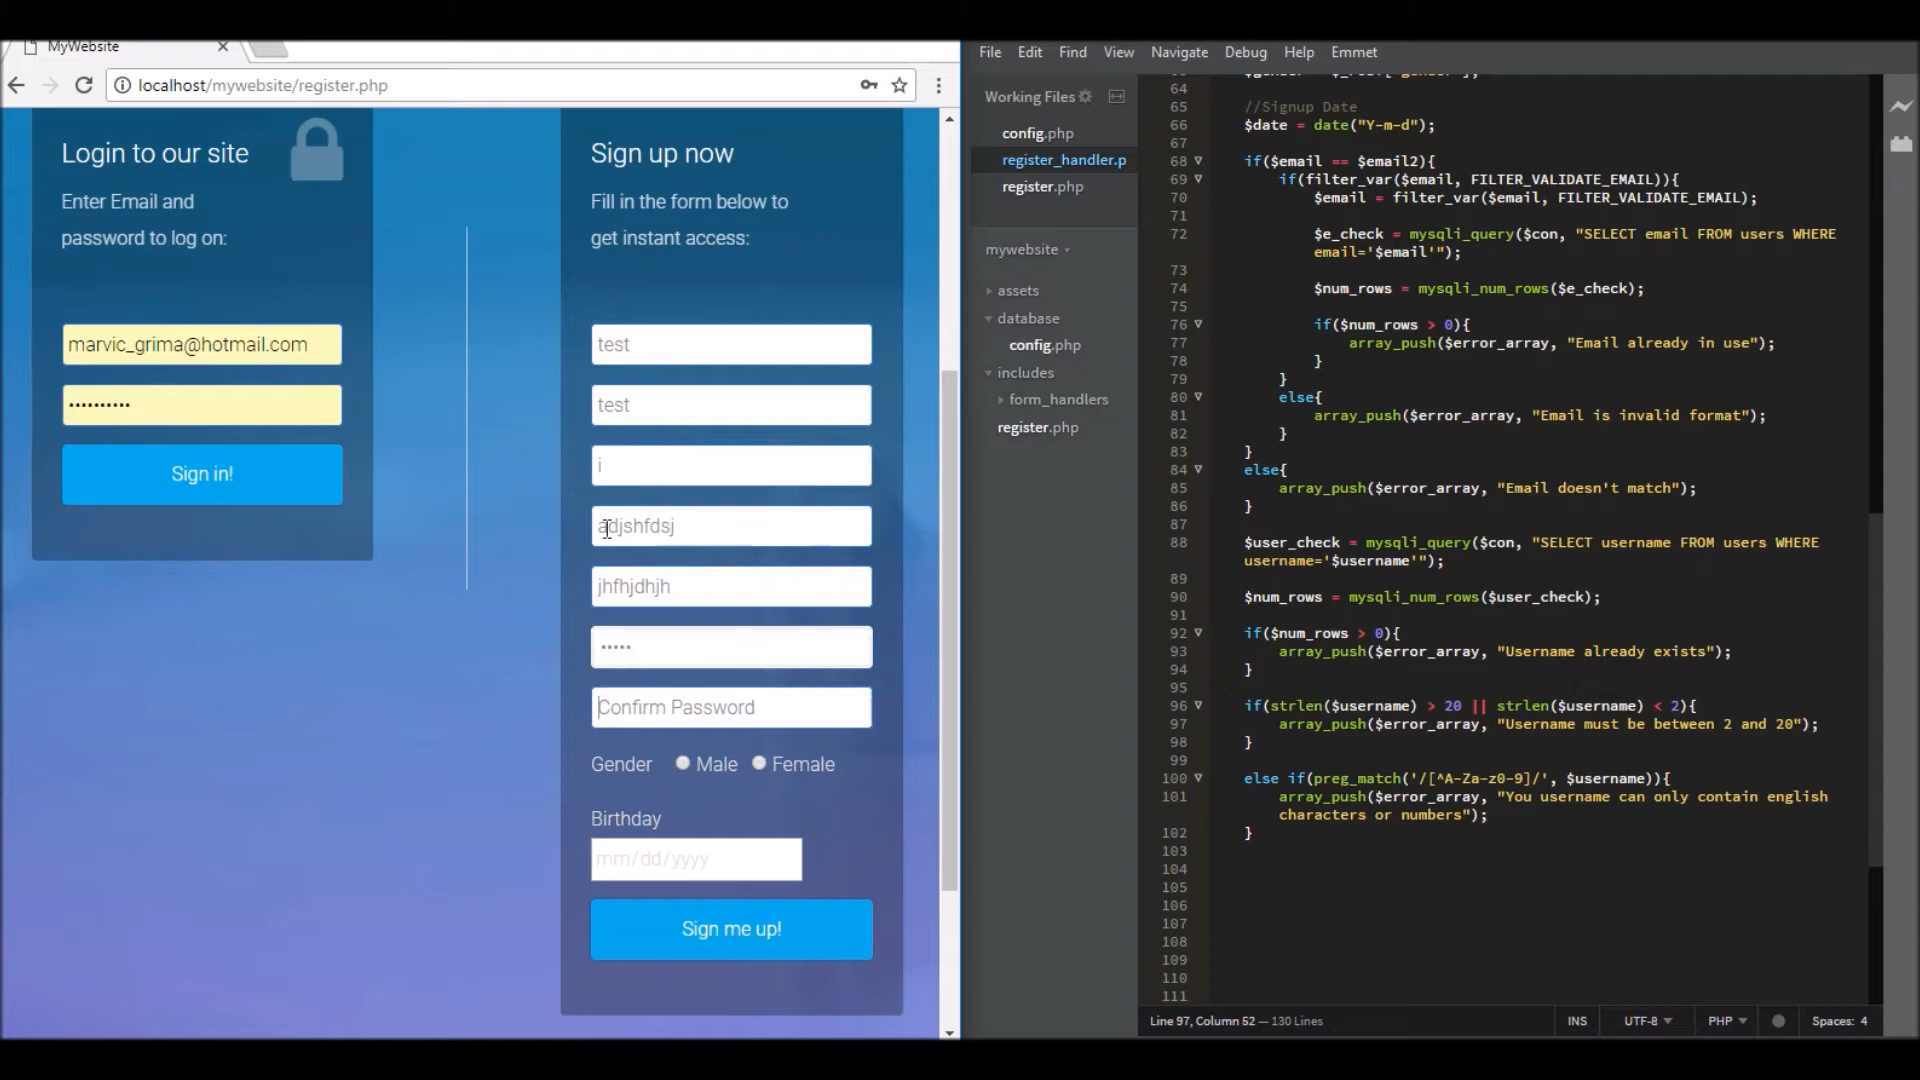 MyWebsite
localhost/mywebsite/register.php
Login to our site
Enter Email and
password to log on:
marvic_grima@hotmail.com
••••••••••
Sign in!
Sign up now
Fill in the form below to
get instant access:
test
test
i
adjshfdsj
jhfhjdhjh
•••••
Confirm Password
Gender Male Female
Birthday
mm/dd/yyyy
Sign me up!
File Edit Find View Navigate Debug Help Emmet
Working Files
config.php
register_handler.p
register.php
mywebsite
assets
database
config.php
includes
form_handlers
register.php
64
65 //Signup Date
66 $date = date("Y-m-d");
67
68 if($email == $email2){
69 if(filter_var($email, FILTER_VALIDATE_EMAIL)){
70 $email = filter_var($email, FILTER_VALIDATE_EMAIL);
71
72 $e_check = mysqli_query($con, "SELECT email FROM users WHERE
email='$email'");
73
74 $num_rows = mysqli_num_rows($e_check);
75
76 if($num_rows > 0){
77 array_push($error_array, "Email already in use");
78 }
79 }
80 else{
81 array_push($error_array, "Email is invalid format");
82 }
83 }
84 else{
85 array_push($error_array, "Email doesn't match");
86 }
87
88 $user_check = mysqli_query($con, "SELECT username FROM users WHERE
username='$username'");
89
90 $num_rows = mysqli_num_rows($user_check);
91
92 if($num_rows > 0){
93 array_push($error_array, "Username already exists");
94 }
95
96 if(strlen($username) > 20 || strlen($username) < 2){
97 array_push($error_array, "Username must be between 2 and 20");
98 }
99
100 else if(preg_match('/[^A-Za-z0-9]/', $username)){
101 array_push($error_array, "You username can only contain english
characters or numbers");
102 }
103
104
105
106
107
108
109
110
111
Line 97, Column 52 — 130 Lines
INS UTF-8 PHP Spaces: 4